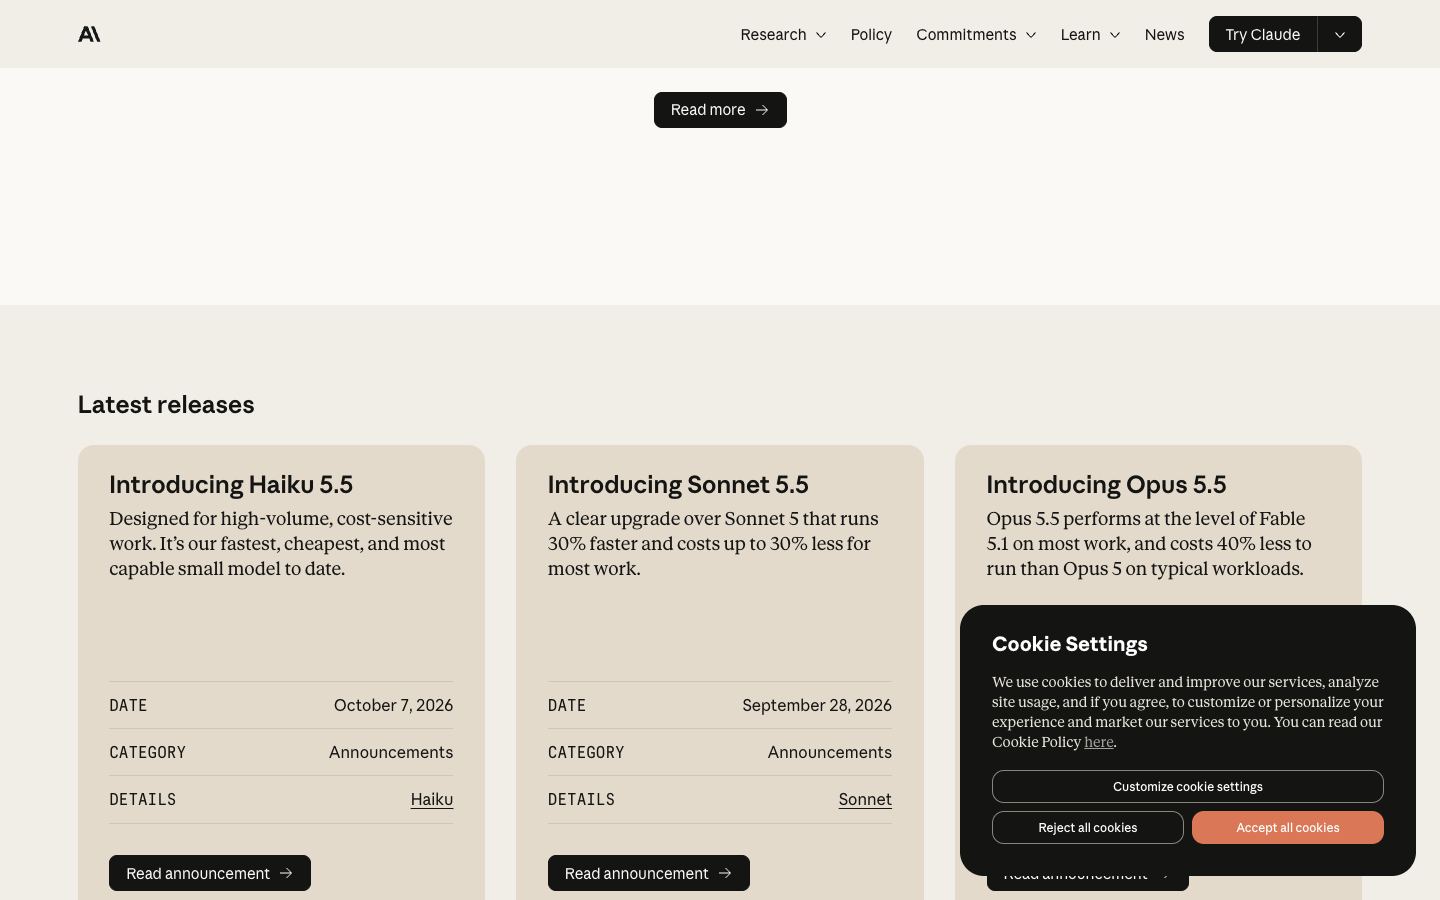 Research
Policy
Commitments
Learn
News
Try Claude
Read more
Latest releases
Introducing Haiku 5.5
Designed for high-volume, cost-sensitive
work. It’s our fastest, cheapest, and most
capable small model to date.
DATE October 7, 2026
CATEGORY Announcements
DETAILS Haiku
Read announcement
Introducing Sonnet 5.5
A clear upgrade over Sonnet 5 that runs
30% faster and costs up to 30% less for
most work.
DATE September 28, 2026
CATEGORY Announcements
DETAILS Sonnet
Read announcement
Introducing Opus 5.5
Opus 5.5 performs at the level of Fable
5.1 on most work, and costs 40% less to
run than Opus 5 on typical workloads.
Read announcement
Cookie Settings
We use cookies to deliver and improve our services, analyze
site usage, and if you agree, to customize or personalize your
experience and market our services to you. You can read our
Cookie Policy here.
Customize cookie settings
Reject all cookies
Accept all cookies